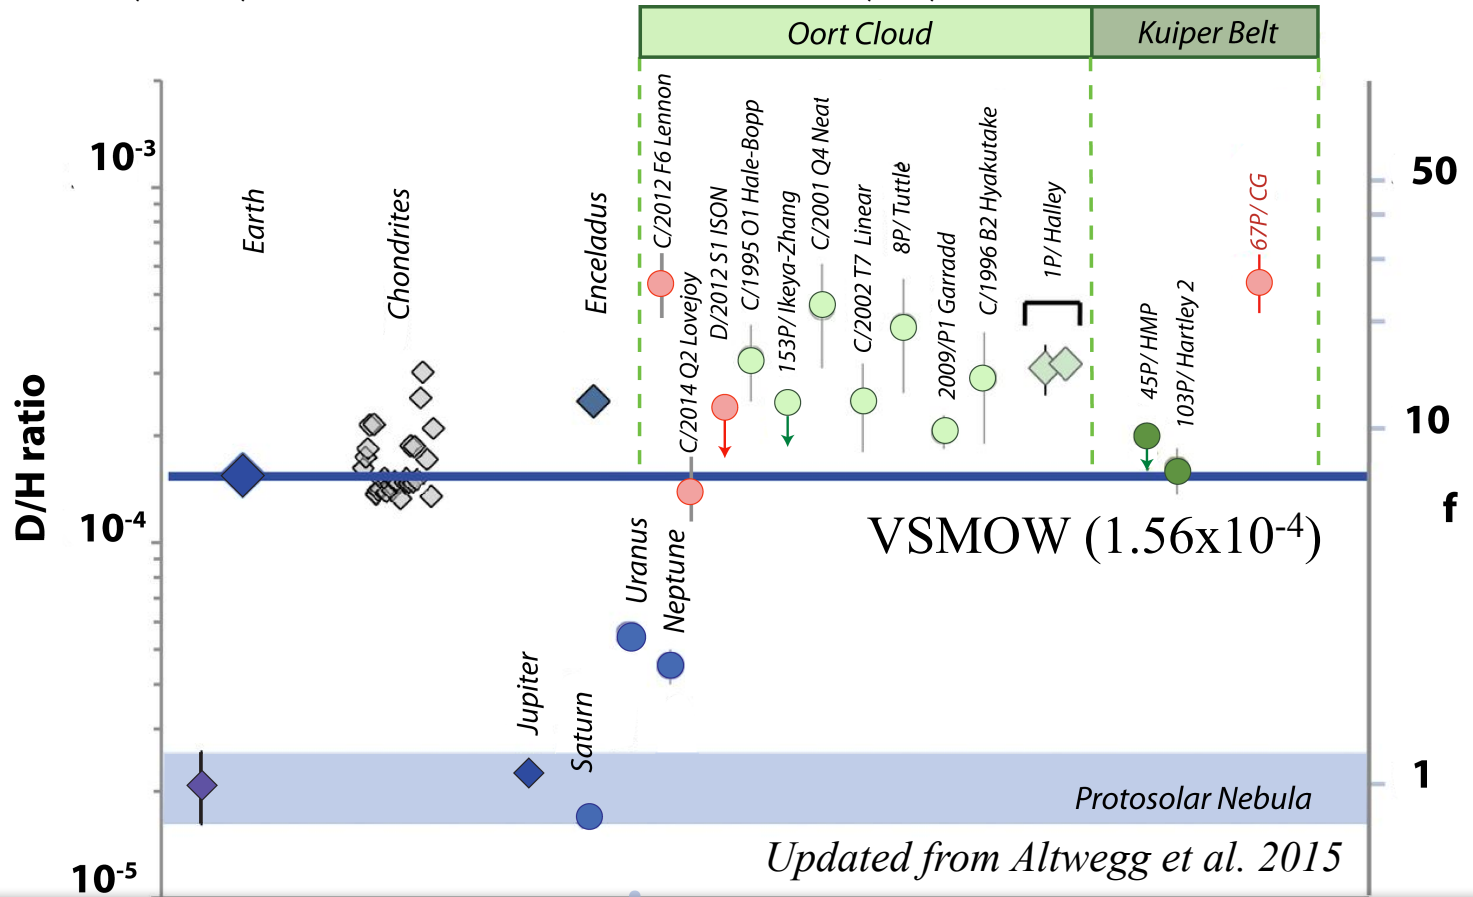 Oort Cloud
Kuiper Belt
10-3
50
Earth
Chondrites
Enceladus
C/2012 F6 Lennon
C/2014 Q2 Lovejoy
D/2012 S1 ISON
C/1995 O1 Hale-Bopp
153P/ Ikeya-Zhang
C/2001 Q4 Neat
C/2002 T7 Linear
8P/ Tuttle
2009/P1 Garradd
C/1996 B2 Hyakutake
1P/ Halley
45P/ HMP
103P/ Hartley 2
67P/ CG
10
D/H ratio
f
10-4
VSMOW (1.56x10-4)
Uranus
Neptune
Jupiter
Saturn
1
Protosolar Nebula
Updated from Altwegg et al. 2015
10-5